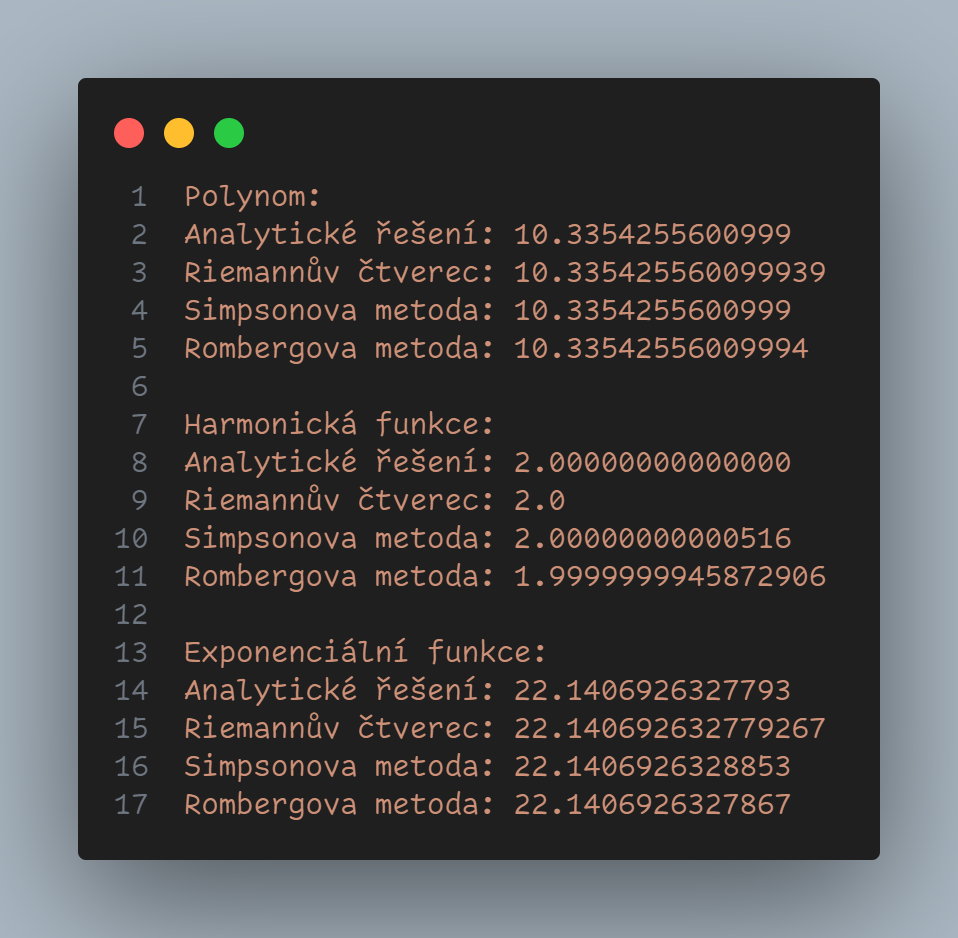 1 Polynom:
2 Analytické řešení: 10.3354255600999
3 Riemannův čtverec: 10.335425560099939
4 Simpsonova metoda: 10.3354255600999
5 Rombergova metoda: 10.33542556009994
6
7 Harmonická funkce:
8 Analytické řešení: 2.00000000000000
9 Riemannův čtverec: 2.0
10 Simpsonova metoda: 2.00000000000516
11 Rombergova metoda: 1.9999999945872906
12
13 Exponenciální funkce:
14 Analytické řešení: 22.1406926327793
15 Riemannův čtverec: 22.140692632779267
16 Simpsonova metoda: 22.1406926328853
17 Rombergova metoda: 22.1406926327867